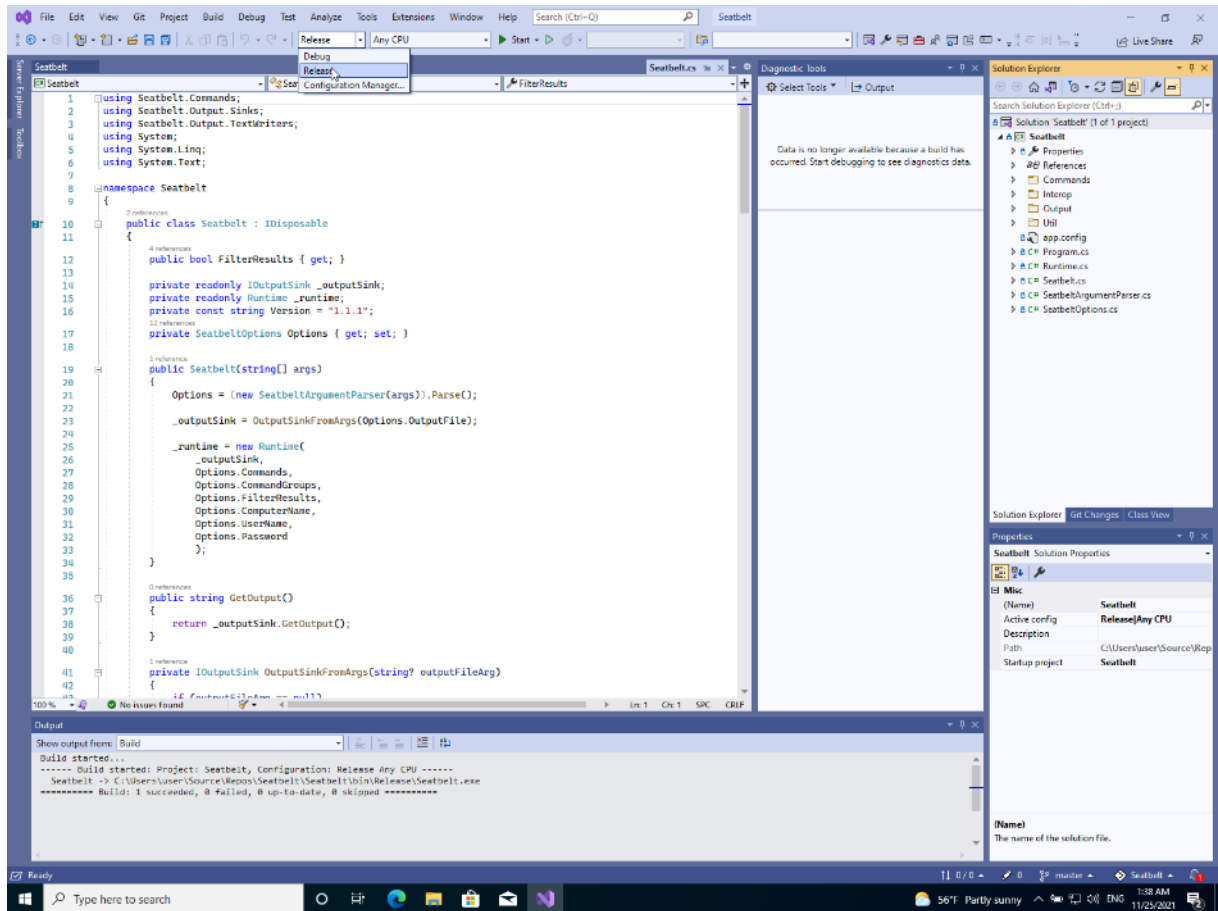 File Edit View Git Project Build Debug Test Analyze Tools Extensions Window Help Search (Ctrl+Q) Seatbelt
Release Any CPU Start Live Share
Debug
Release
Configuration Manager...
Server Explorer
Toolbox
Seatbelt Seatbelt.cs
Seatbelt FilterResults
1 using Seatbelt.Commands;
2 using Seatbelt.Output.Sinks;
3 using Seatbelt.Output.TextWriters;
4 using System;
5 using System.Linq;
6 using System.Text;
7
8 namespace Seatbelt
9 {
2 references
10 public class Seatbelt : IDisposable
11 {
4 references
12 public bool FilterResults { get; }
13
14 private readonly IOutputSink _outputSink;
15 private readonly Runtime _runtime;
16 private const string Version = "1.1.1";
12 references
17 private SeatbeltOptions Options { get; set; }
18
1 reference
19 public Seatbelt(string[] args)
20 {
21 Options = (new SeatbeltArgumentParser(args)).Parse();
22
23 _outputSink = OutputSinkFromArgs(Options.OutputFile);
24
25 _runtime = new Runtime(
26 _outputSink,
27 Options.Commands,
28 Options.CommandGroups,
29 Options.FilterResults,
30 Options.ComputerName,
31 Options.UserName,
32 Options.Password
33 );
34 }
35
0 references
36 public string GetOutput()
37 {
38 return _outputSink.GetOutput();
39 }
40
1 reference
41 private IOutputSink OutputSinkFromArgs(string? outputFileArg)
42 {
if (outputFileArg == null)
100 % No issues found Ln: 1 Ch: 1 SPC CRLF
Diagnostic Tools
Select Tools Output
Data is no longer available because a build has
occurred. Start debugging to see diagnostics data.
Solution Explorer
Search Solution Explorer (Ctrl+;)
Solution 'Seatbelt' (1 of 1 project)
Seatbelt
Properties
References
Commands
Interop
Output
Util
app.config
C# Program.cs
C# Runtime.cs
C# Seatbelt.cs
C# SeatbeltArgumentParser.cs
C# SeatbeltOptions.cs
Solution Explorer Git Changes Class View
Properties
Seatbelt Solution Properties
Misc
(Name) Seatbelt
Active config Release|Any CPU
Description
Path C:\Users\user\Source\Rep
Startup project Seatbelt
(Name)
The name of the solution file.
Output
Show output from: Build
Build started...
------ Build started: Project: Seatbelt, Configuration: Release Any CPU ------
Seatbelt -> C:\Users\user\Source\Repos\Seatbelt\Seatbelt\bin\Release\Seatbelt.exe
========== Build: 1 succeeded, 0 failed, 0 up-to-date, 0 skipped ==========
Ready 0 / 0 0 master Seatbelt
Type here to search 56°F Partly sunny ENG 1:38 AM
11/25/2021